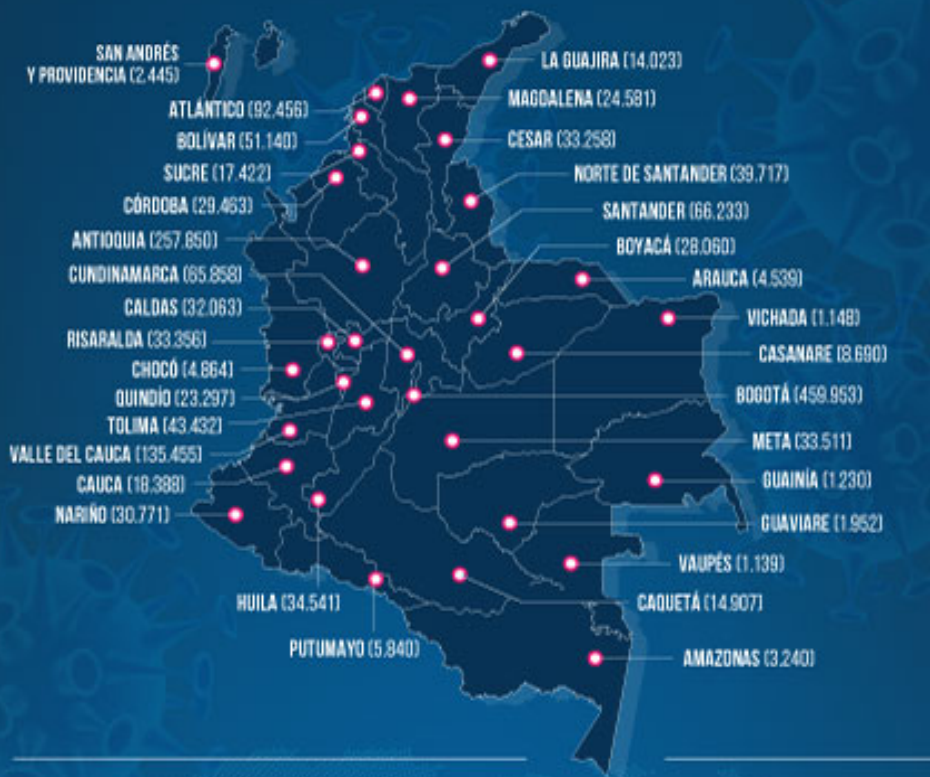 SAN ANDRÉS
Y PROVIDENCIA (2.445)
ATLÁNTICO (92.456)
BOLÍVAR (51.140)
SUCRE (17.422)
CÓRDOBA (29.463)
ANTIOQUIA (257.850)
CUNDINAMARCA (65.858)
CALDAS (32.063)
RISARALDA (33.356)
CHOCÓ (4.864)
QUINDÍO (23.297)
TOLIMA (43.432)
VALLE DEL CAUCA (135.455)
CAUCA (18.388)
NARIÑO (30.771)
HUILA (34.541)
PUTUMAYO (5.840)
LA GUAJIRA (14.023)
MAGDALENA (24.581)
CESAR (33.258)
NORTE DE SANTANDER (39.717)
SANTANDER (66.233)
BOYACÁ (28.060)
ARAUCA (4.539)
VICHADA (1.148)
CASANARE (8.690)
BOGOTÁ (459.953)
META (33.511)
GUAINÍA (1.230)
GUAVIARE (1.952)
VAUPÉS (1.139)
CAQUETÁ (14.907)
AMAZONAS (3.240)